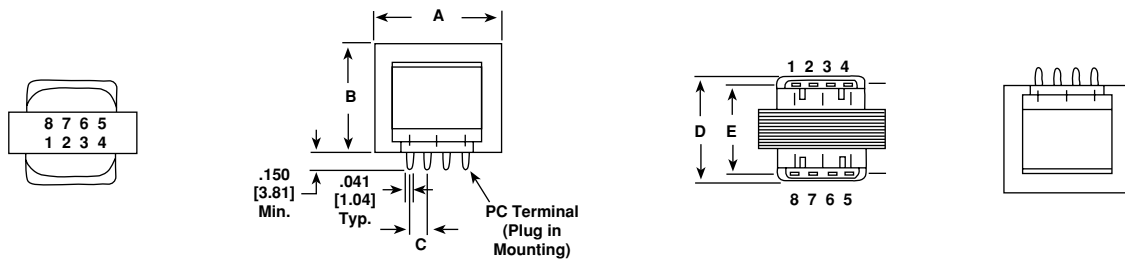 8 7 6 5
1 2 3 4
A
B
.150
[3.81]
Min.
.041
[1.04]
Typ.
C
PC Terminal
(Plug in
Mounting)
1 2 3 4
D
E
8 7 6 5